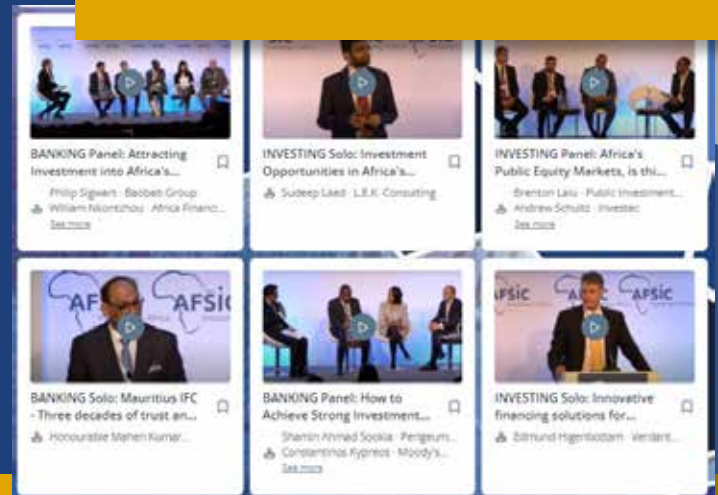 BANKING Panel: Attracting
Investment into Africa's...
Philip Sigwart · Baobab Group
William Nkontchou · Africa Financi...
See more
INVESTING Solo: Investment
Opportunities in Africa's...
Sudeep Laad · L.E.K. Consulting
INVESTING Panel: Africa's
Public Equity Markets, is thi...
Brenton · Public Investment...
Andrew Schultz · Investec
See more
AFSIC
AFSIC
BANKING Solo: Mauritius IFC
- Three decades of trust an...
Honourable Mahen Kumar...
BANKING Panel: How to
Achieve Strong Investment...
Ahmad Sookia · Perigeum...
Constantinos Kypreos · Moody's...
See more
AFSIC
AFSIC
INVESTING Solo: Innovative
financing solutions for...
Edmund Higenbottam · Verdant...